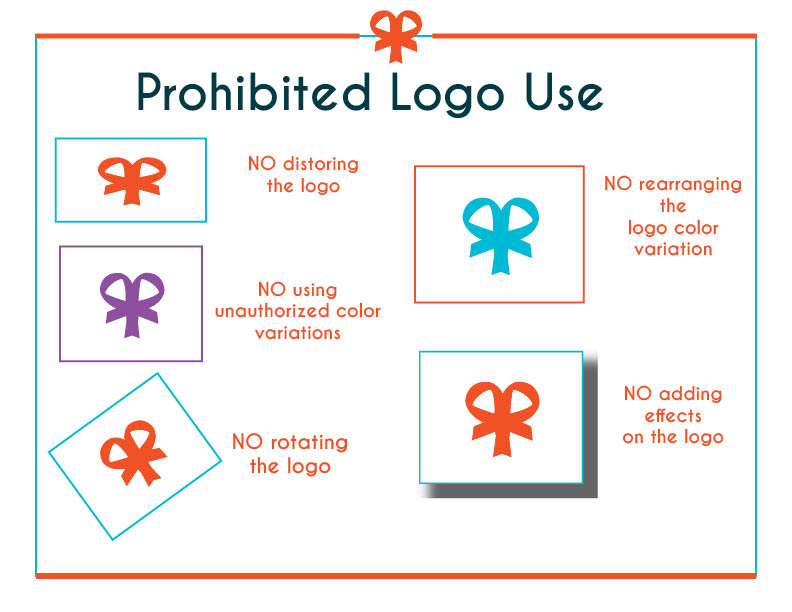 Prohibited Logo Use
NO distoring
the logo
NO using
unauthorized color
variations
NO rotating
the logo
NO rearranging
the
logo color
variation
NO adding
effects
on the logo